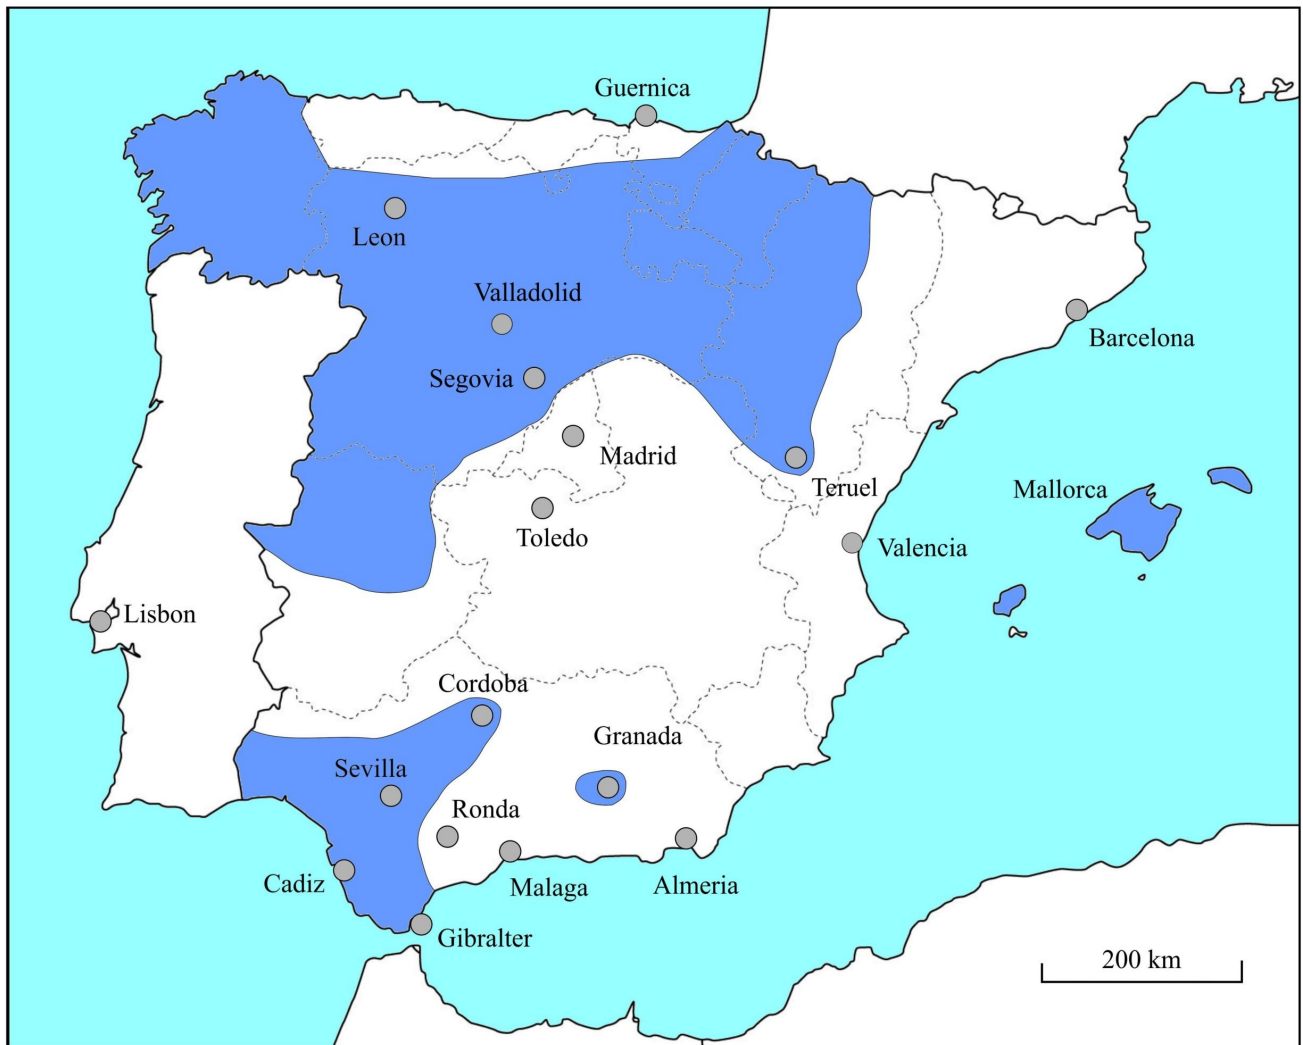 Guernica
Leon
Valladolid
Segovia
Barcelona
Madrid
Teruel
Mallorca
Toledo
Valencia
Lisbon
Cordoba
Granada
Sevilla
Ronda
Cadiz
Malaga
Almeria
Gibralter
200 km